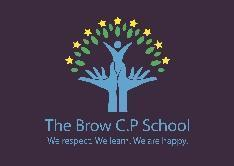 The Brow C.P School
We respect. We learn. We are happy.